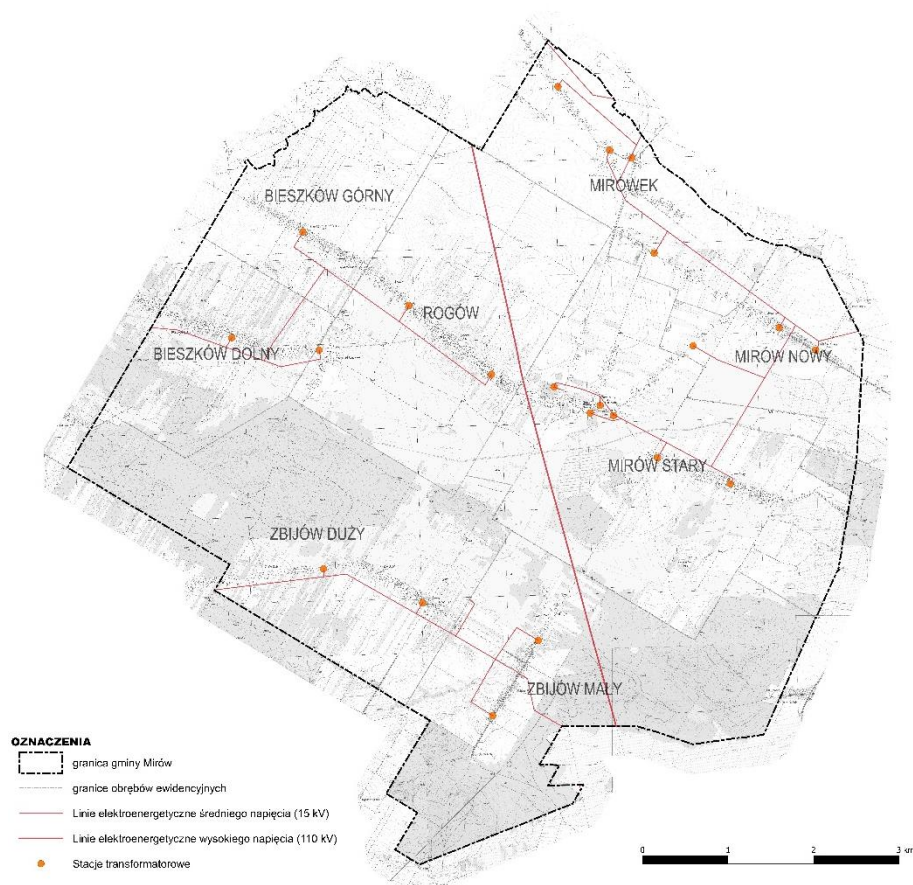 MIRÓWEK
BIESZKÓW GÓRNY
ROGÓW
BIESZKÓW DOLNY
MIRÓW NOWY
MIRÓW STARY
ZBIJÓW DUŻY
ZBIJÓW MAŁY
OZNACZENIA
granica gminy Mirów
granice obrębów ewidencyjnych
Linie elektroenergetyczne średniego napięcia (15 kV)
Linie elektroenergetyczne wysokiego napięcia (110 kV)
Stacje transformatorowe
0 1 2 3 km